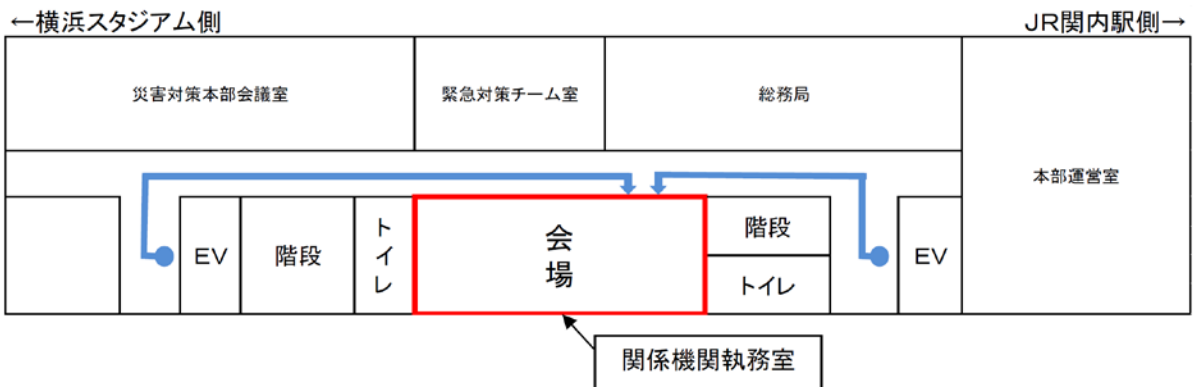 ←横浜スタジアム側
JR関内駅側→
災害対策本部会議室
緊急対策チーム室
総務局
本部運営室
EV
階段
トイレ
会場
階段
トイレ
EV
関係機関執務室